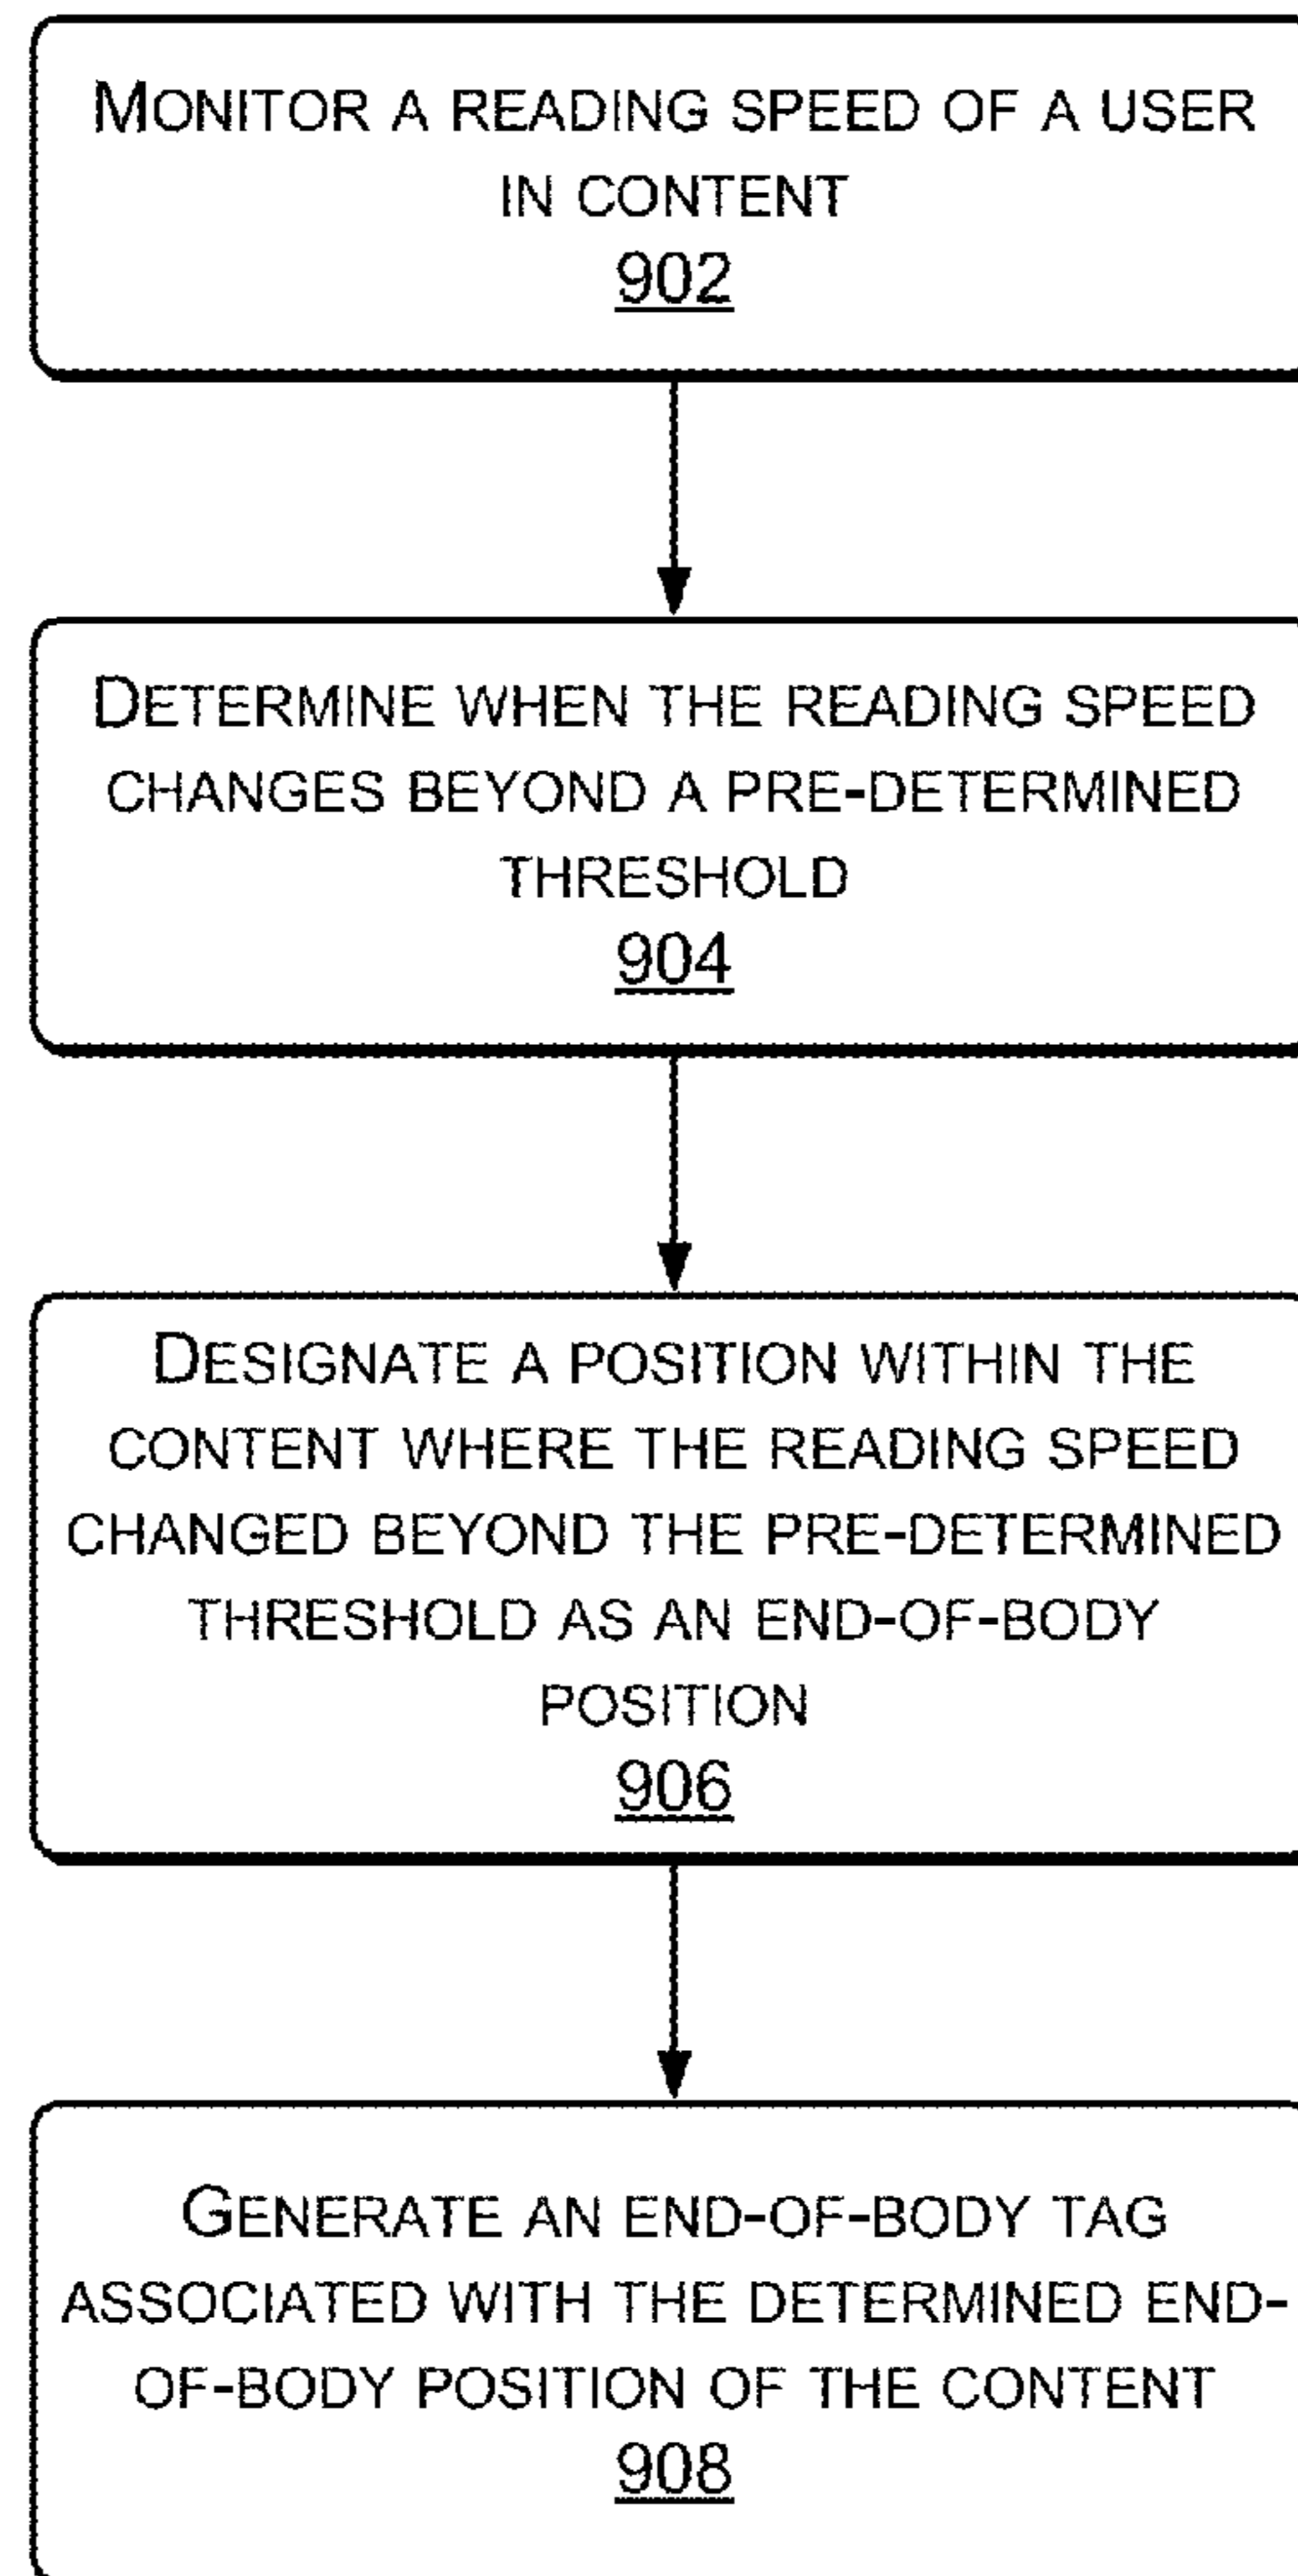 MONITOR A READING SPEED OF A USER
IN CONTENT
902
DETERMINE WHEN THE READING SPEED
CHANGES BEYOND A PRE-DETERMINED
THRESHOLD
904
DESIGNATE A POSITION WITHIN THE
CONTENT WHERE THE READING SPEED
CHANGED BEYOND THE PRE-DETERMINED
THRESHOLD AS AN END-OF-BODY
POSITION
906
GENERATE AN END-OF-BODY TAG
ASSOCIATED WITH THE DETERMINED END-
OF-BODY POSITION OF THE CONTENT
908